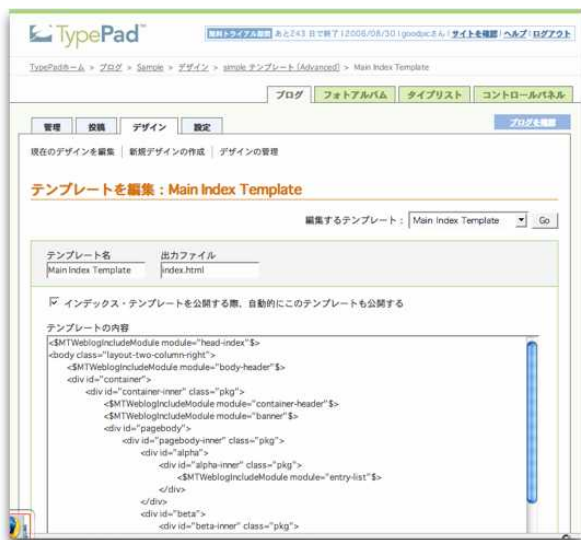 TypePad™
無料トライアル期間 あと243 日で終了 | 2006/08/30 | goodpicさん | サイトを確認 | ヘルプ | ログアウト
TypePadホーム > ブログ > Sample > デザイン > simple テンプレート (Advanced) > Main Index Template
ブログ フォトアルバム タイプリスト コントロールパネル
管理 投稿 デザイン 設定 ブログを確認
現在のデザインを編集 | 新規デザインの作成 | デザインの管理
テンプレートを編集 : Main Index Template
編集するテンプレート : Main Index Template Go
テンプレート名 出力ファイル
Main Index Template index.html
インデックス・テンプレートを公開する際、自動的にこのテンプレートも公開する
テンプレートの内容
<$MTWeblogIncludeModule module="head-index"$>
<body class="layout-two-column-right">
<$MTWeblogIncludeModule module="body-header"$>
<div id="container">
<div id="container-inner" class="pkg">
<$MTWeblogIncludeModule module="container-header"$>
<$MTWeblogIncludeModule module="banner"$>
<div id="pagebody">
<div id="pagebody-inner" class="pkg">
<div id="alpha">
<div id="alpha-inner" class="pkg">
<$MTWeblogIncludeModule module="entry-list"$>
</div>
</div>
<div id="beta">
<div id="beta-inner" class="pkg">